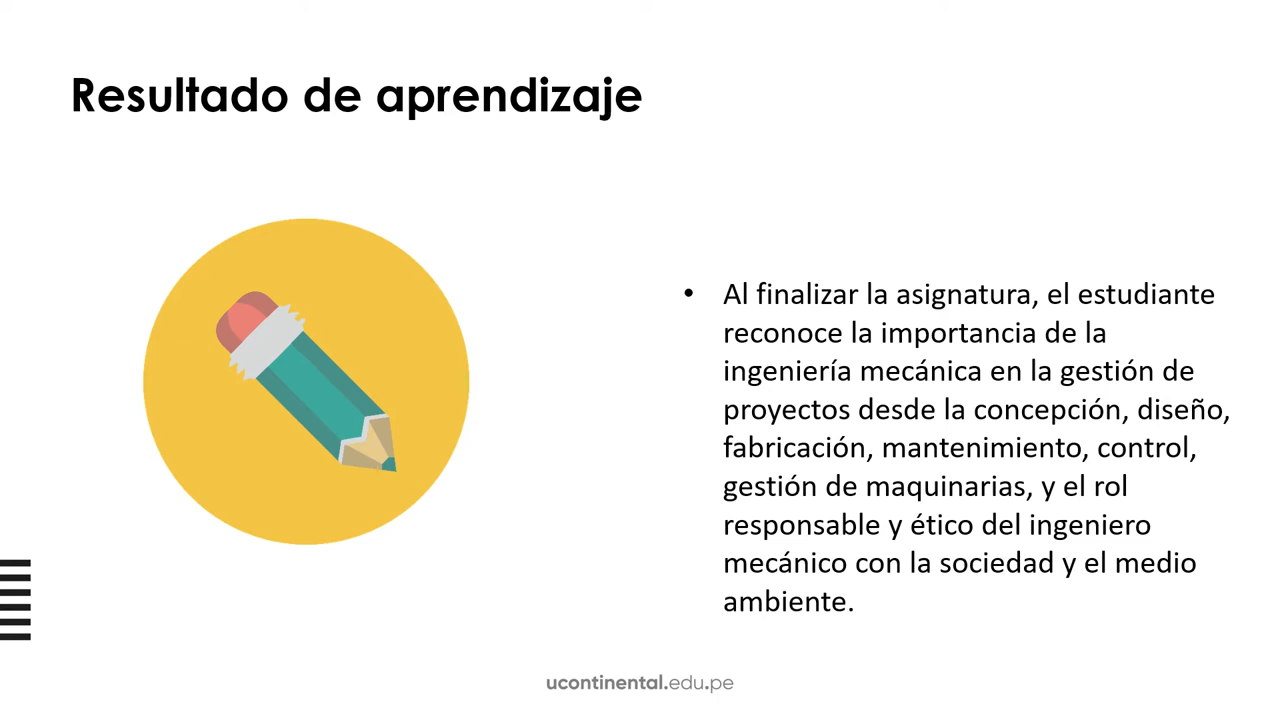 Resultado de aprendizaje
• Al finalizar la asignatura, el estudiante
reconoce la importancia de la
ingeniería mecánica en la gestión de
proyectos desde la concepción, diseño,
fabricación, mantenimiento, control,
gestión de maquinarias, y el rol
responsable y ético del ingeniero
mecánico con la sociedad y el medio
ambiente.
ucontinental.edu.pe